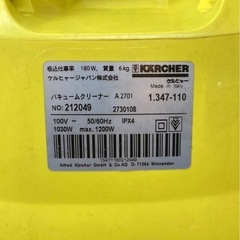 吸込仕事率 180W, 質量 6kg
ケルヒャージャパン株式会社
KÄRCHER
ケルヒャー
Made in Italy
バキュームクリーナー A 2701
1.347-110
NO: 212049
2730108
100V ~ 50/60Hz IPX4
1030W max. 1200W
13471100212049
Alfred Kärcher GmbH & Co. KG D-71364 Winnenden